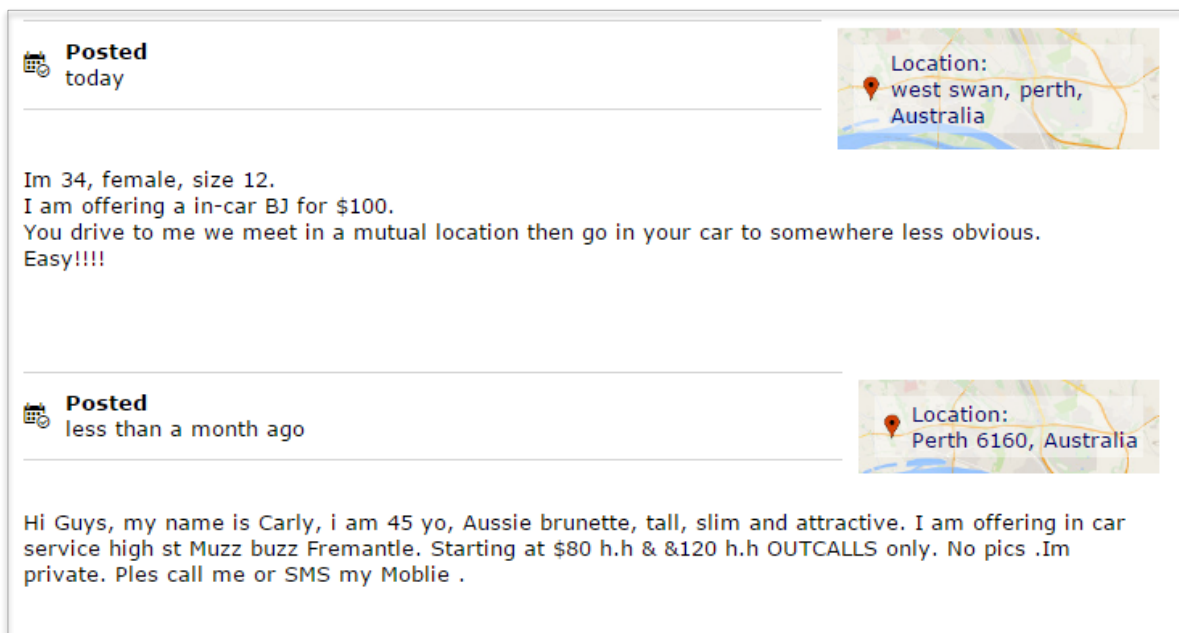 Posted
today
Location:
west swan, perth,
Australia
Im 34, female, size 12.
I am offering a in-car BJ for $100.
You drive to me we meet in a mutual location then go in your car to somewhere less obvious.
Easy!!!!
Posted
less than a month ago
Location:
Perth 6160, Australia
Hi Guys, my name is Carly, i am 45 yo, Aussie brunette, tall, slim and attractive. I am offering in car
service high st Muzz buzz Fremantle. Starting at $80 h.h & &120 h.h OUTCALLS only. No pics .Im
private. Ples call me or SMS my Moblie .